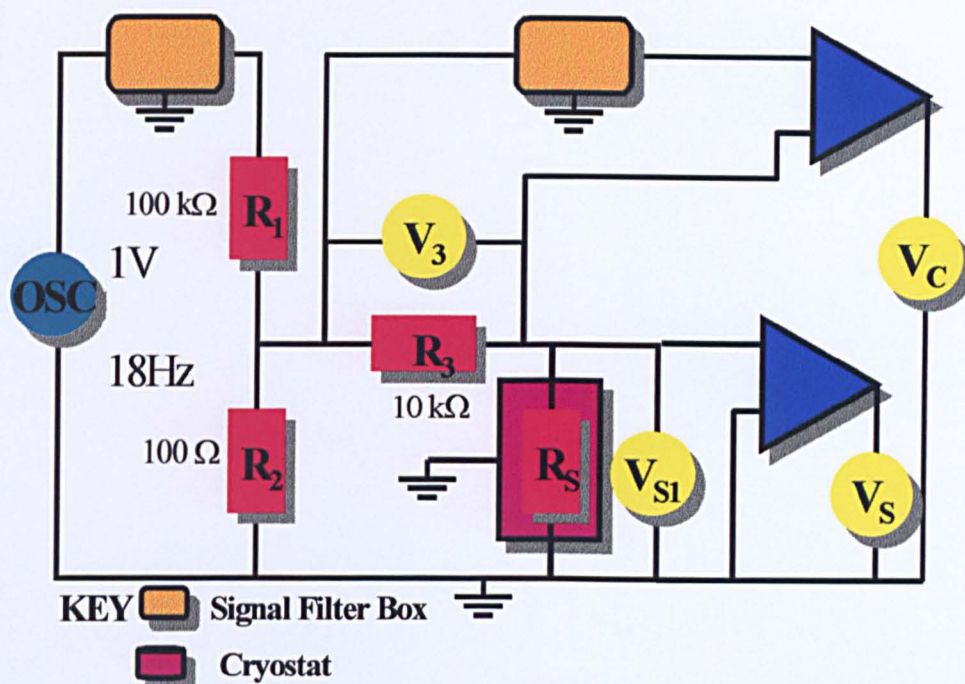 100 kΩ
R1
1V
OSC
18Hz
V3
VC
R3
10 kΩ
100 Ω
R2
RS
VS1
VS
KEY Signal Filter Box
Cryostat